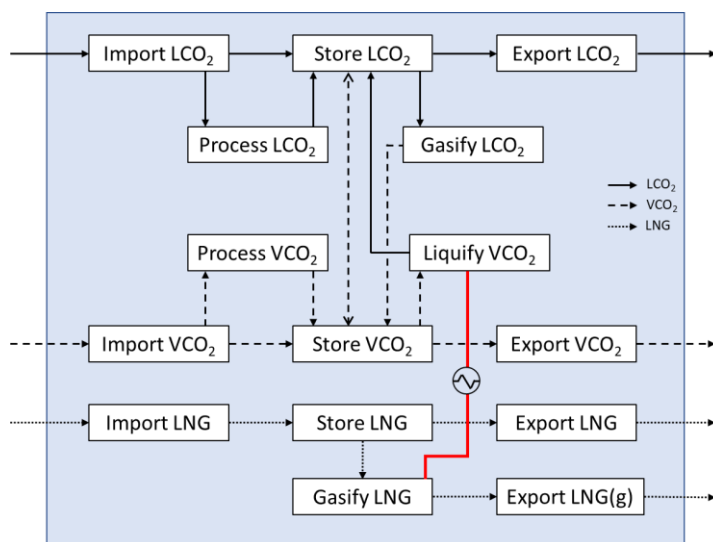 Import LCO₂
Store LCO₂
Export LCO₂
Process LCO₂
Gasify LCO₂
LCO₂
VCO₂
LNG
Process VCO₂
Liquify VCO₂
Import VCO₂
Store VCO₂
Export VCO₂
Import LNG
Store LNG
Export LNG
Gasify LNG
Export LNG(g)